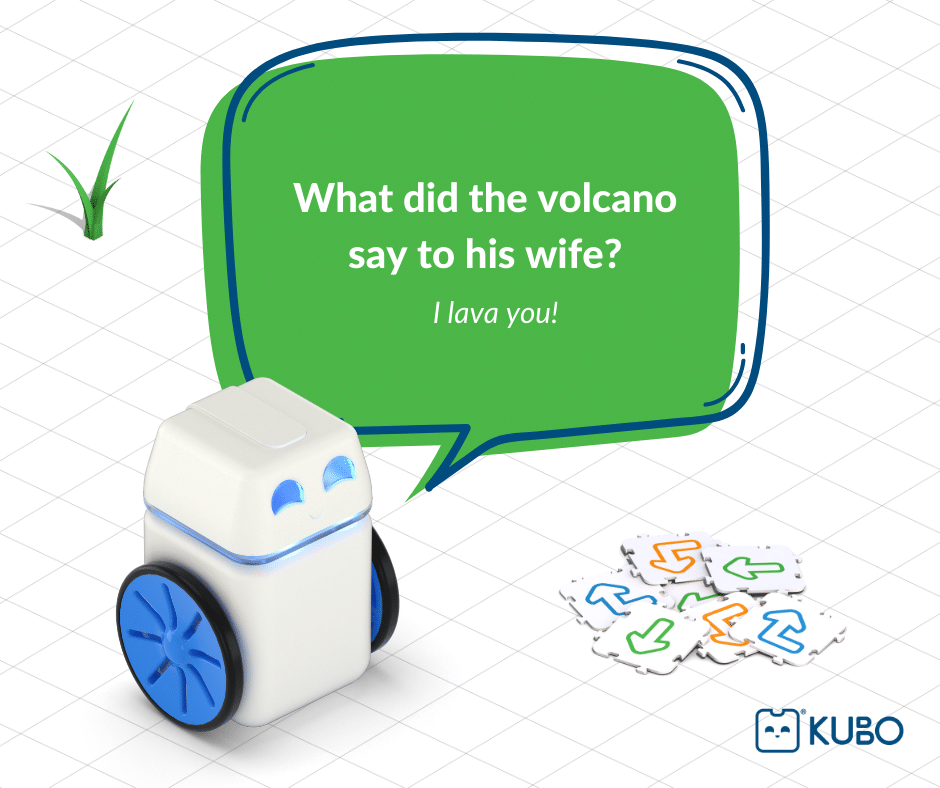 What did the volcano
say to his wife?
I lava you!
KUBO